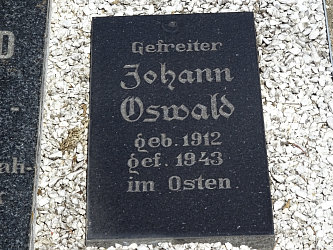 Gefreiter
Johann
Oswald
geb. 1912
gef. 1943
im Osten